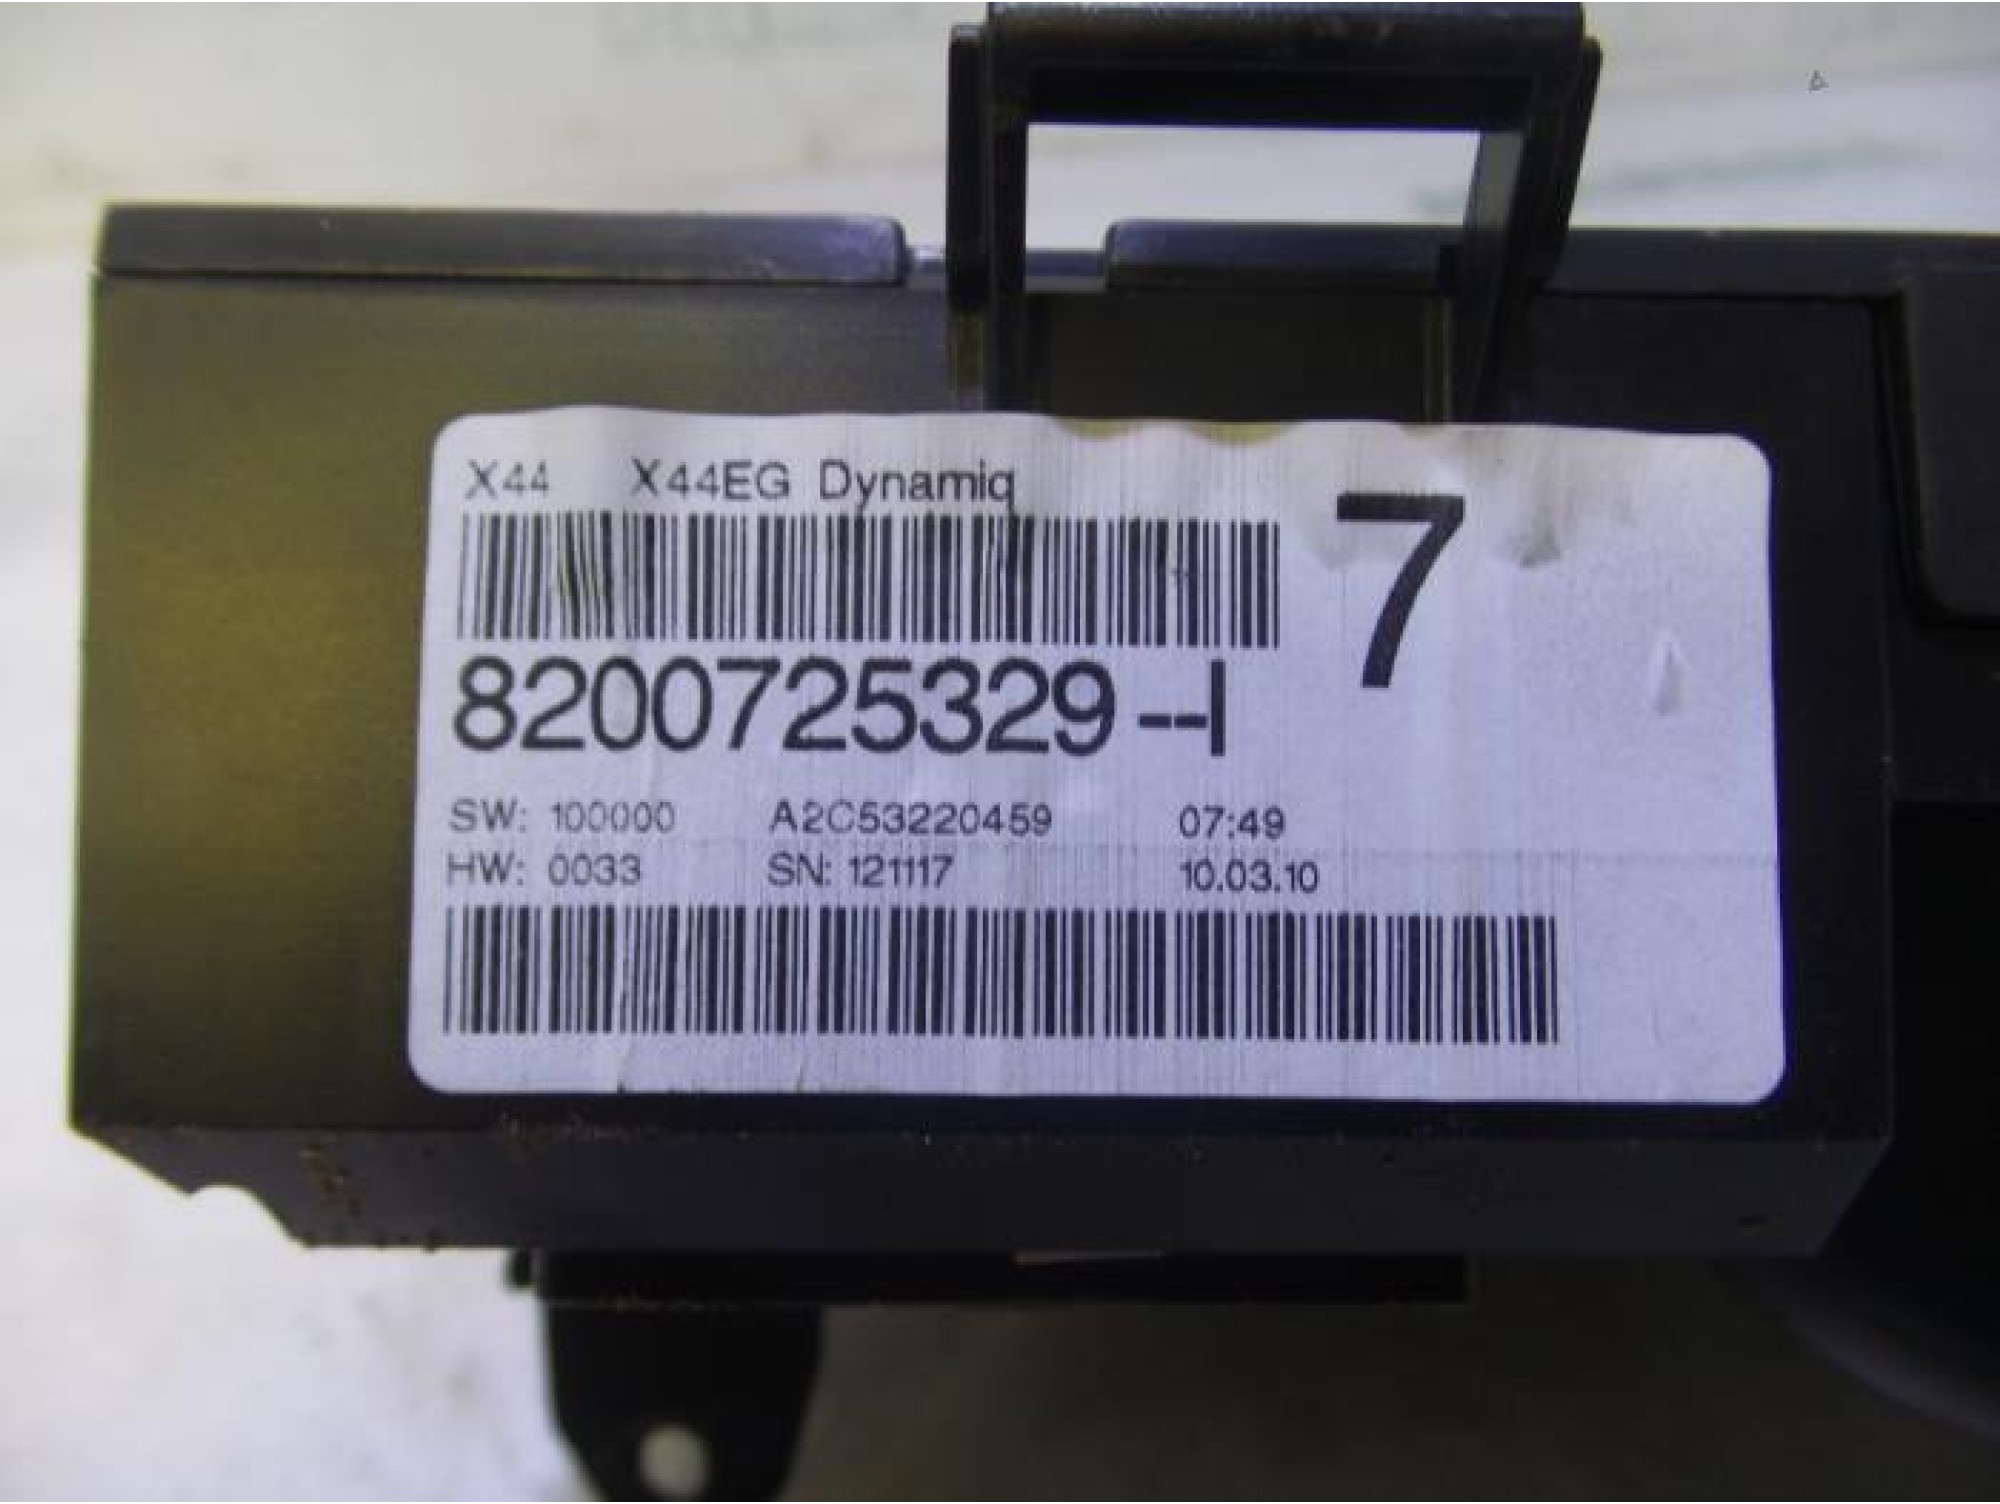 X44 X44EG Dynamiq
7
8200725329--I
SW: 100000 A2C53220459 07:49
HW: 0033 SN: 121117 10.03.10